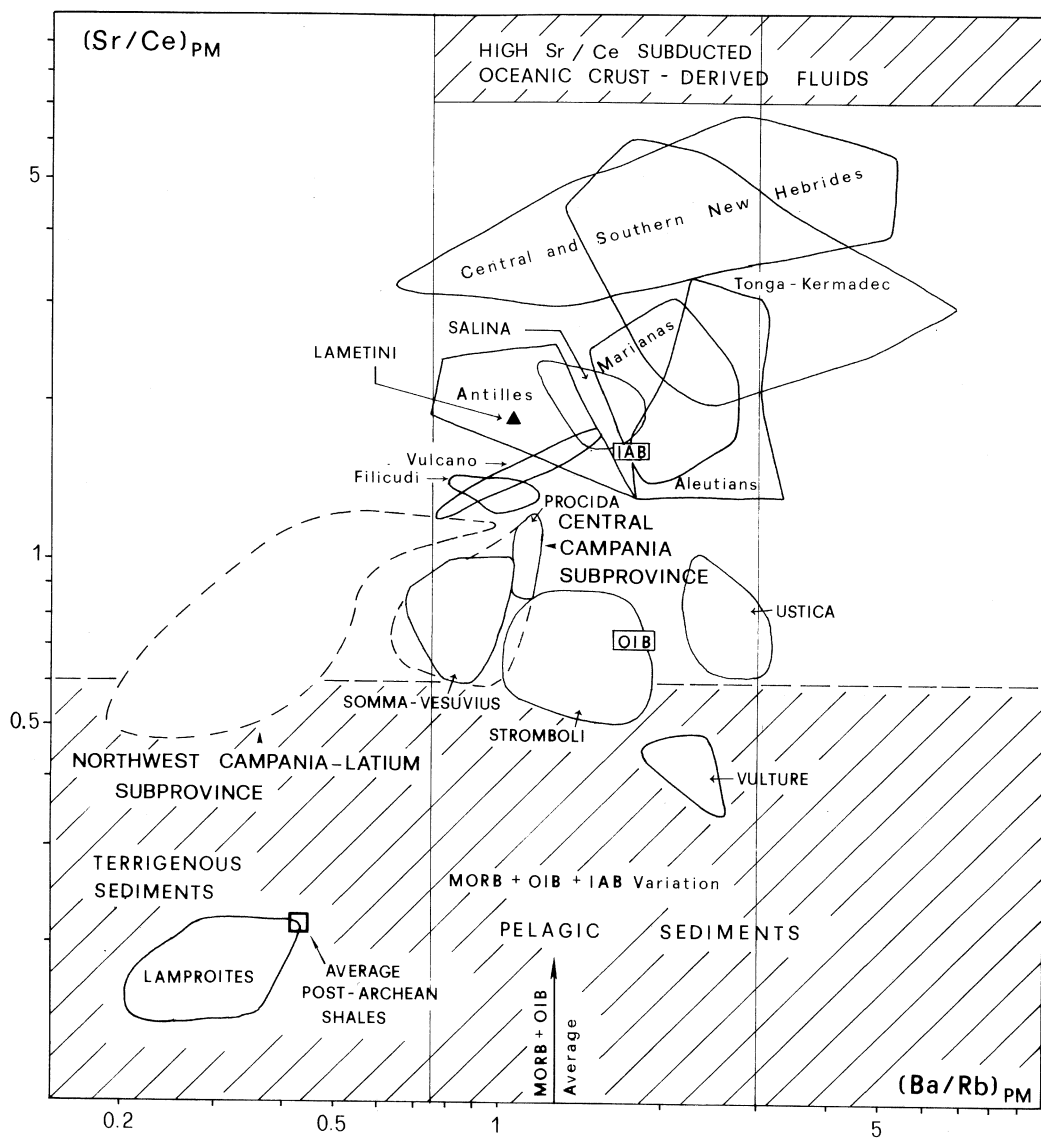 (Sr/Ce)PM
HIGH Sr/Ce SUBDUCTED
OCEANIC CRUST - DERIVED FLUIDS
5
Central and Southern New Hebrides
Tonga - Kermadec
SALINA
Marianas
LAMETINI
Antilles
IAB
Vulcano
Filicudi
Aleutians
PROCIDA
CENTRAL
CAMPANIA
SUBPROVINCE
1
USTICA
OIB
SOMMA-VESUVIUS
0.5
STROMBOLI
NORTHWEST CAMPANIA-LATIUM
SUBPROVINCE
VULTURE
TERRIGENOUS
SEDIMENTS
MORB + OIB + IAB Variation
PELAGIC SEDIMENTS
LAMPROITES
AVERAGE
POST-ARCHEAN
SHALES
MORB + OIB
Average
(Ba/Rb)PM
0.2 0.5 1 5